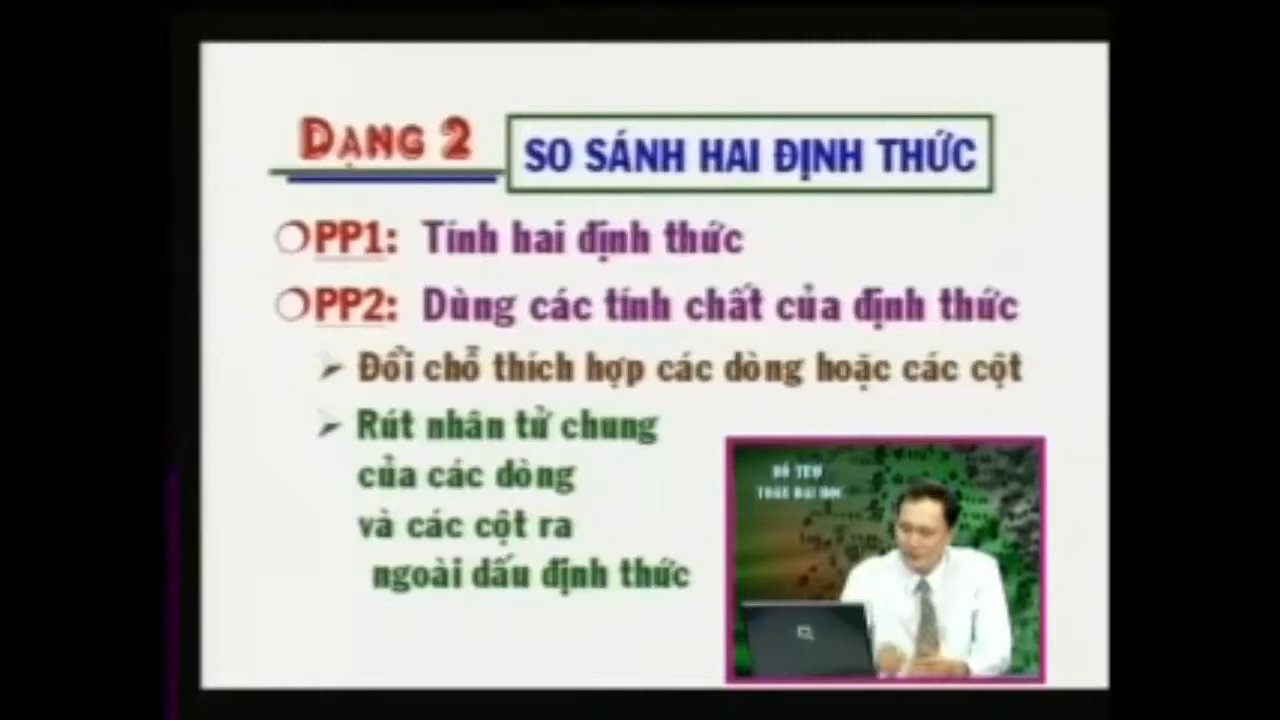 DẠNG 2
SO SÁNH HAI ĐỊNH THỨC
PP1: Tính hai định thức
PP2: Dùng các tính chất của định thức
Đổi chỗ thích hợp các dòng hoặc các cột
Rút nhân tử chung
của các dòng
và các cột ra
ngoài dấu định thức